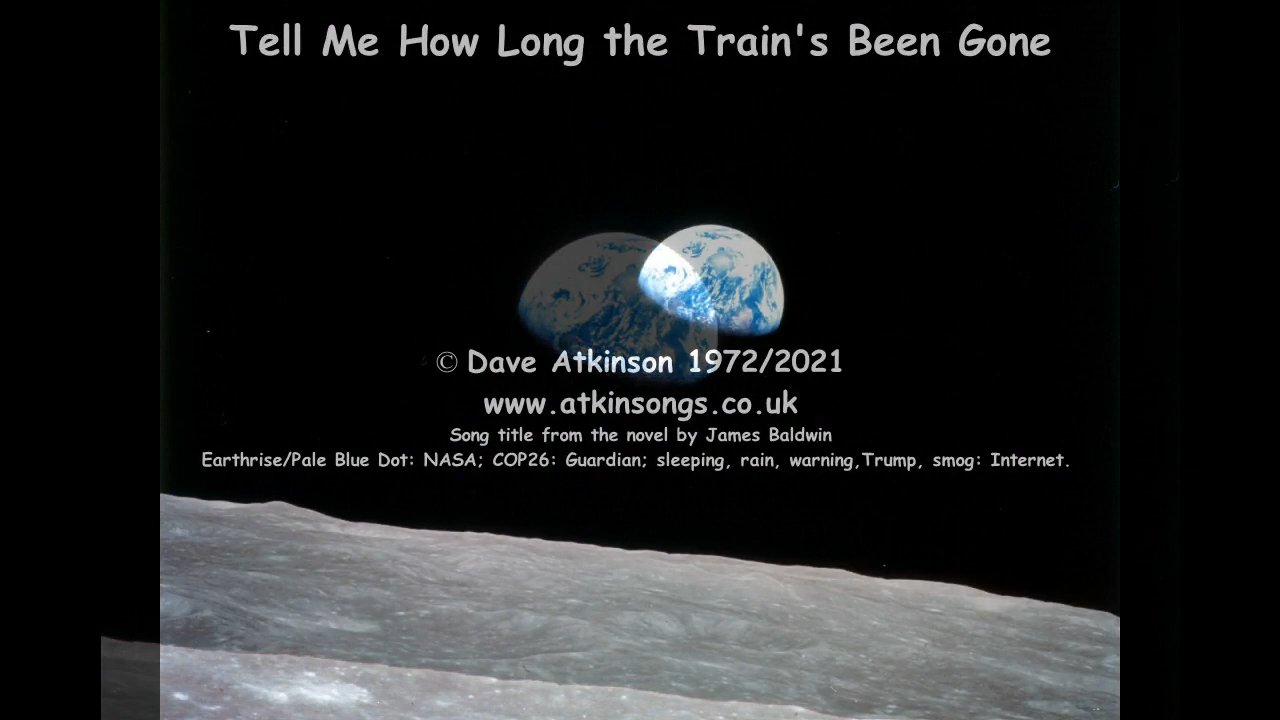 Tell Me How Long the Train's Been Gone
© Dave Atkinson 1972/2021
www.atkinsongs.co.uk
Song title from the novel by James Baldwin
Earthrise/Pale Blue Dot: NASA; COP26: Guardian; sleeping, rain, warning,Trump, smog: Internet.